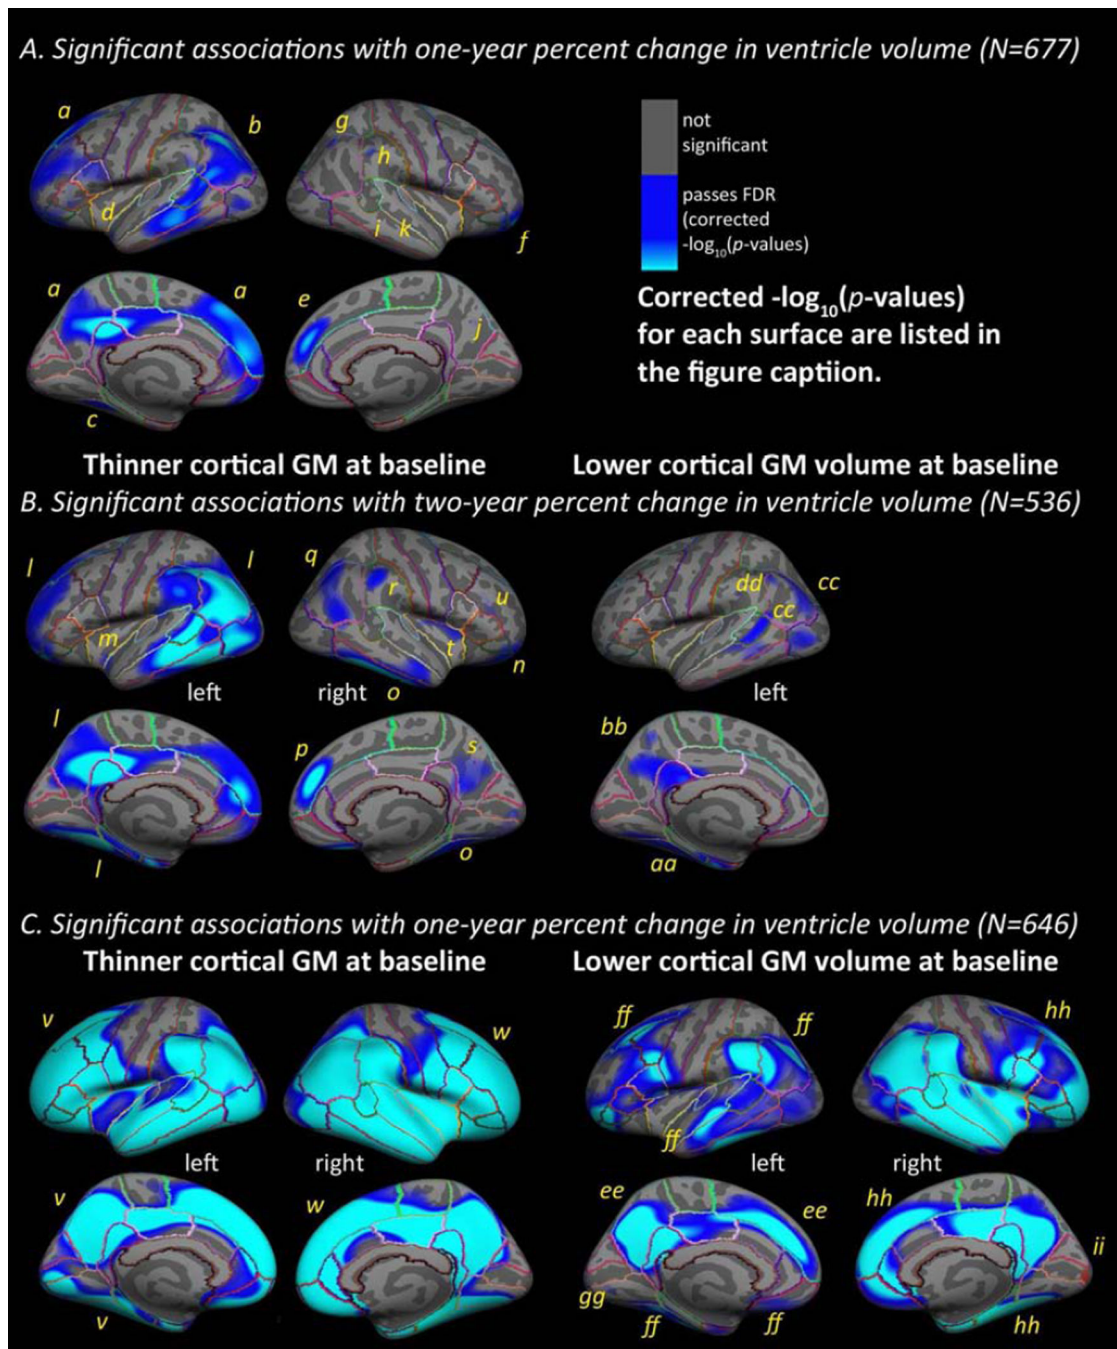 A. Significant associations with one-year percent change in ventricle volume (N=677)
a
b
g
h
d
i
k
f
not
significant
passes FDR
(corrected
-log10(p-values)
a
a
e
j
c
Corrected -log10(p-values)
for each surface are listed in
the figure captiion.
Thinner cortical GM at baseline
Lower cortical GM volume at baseline
B. Significant associations with two-year percent change in ventricle volume (N=536)
l
l
q
r
u
m
t
n
dd
cc
cc
left
right
o
left
l
p
s
bb
l
o
aa
C. Significant associations with one-year percent change in ventricle volume (N=646)
Thinner cortical GM at baseline
Lower cortical GM volume at baseline
v
w
ff
ff
hh
ff
left
right
left
right
v
w
ee
ee
hh
ii
v
gg
ff
ff
hh